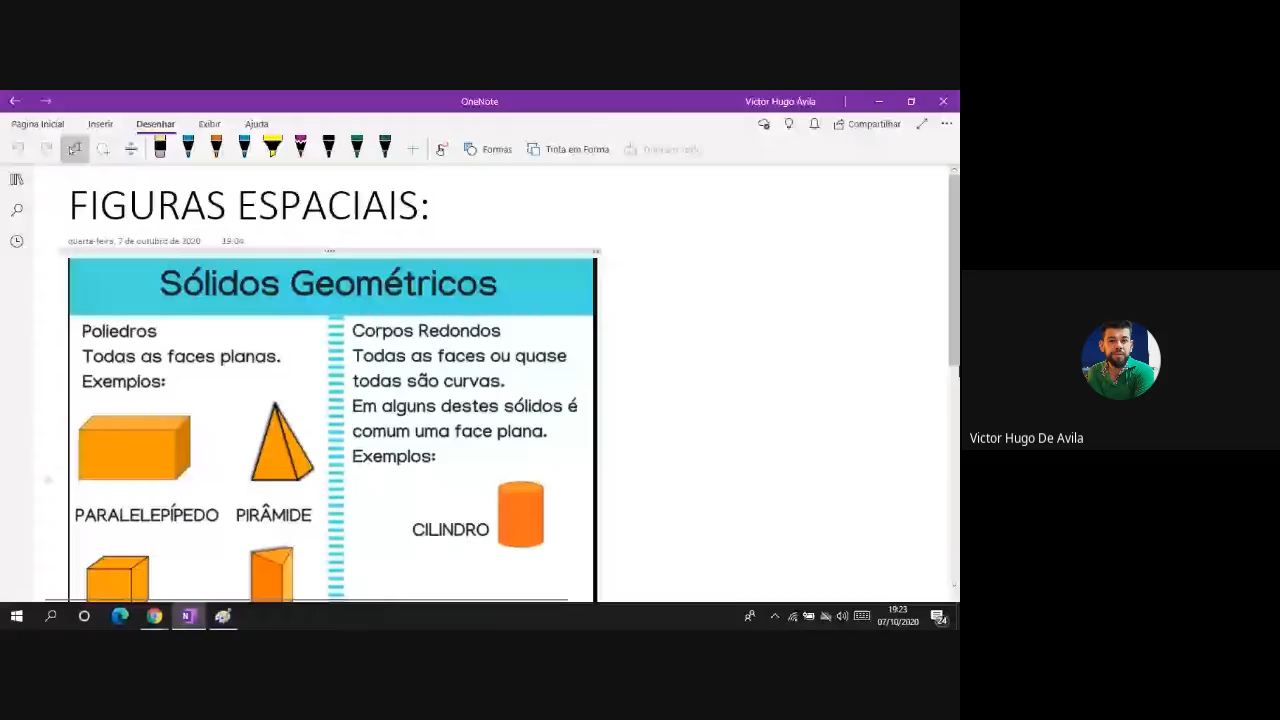 OneNote
Victor Hugo Ávila
Página Inicial
Inserir
Desenhar
Exibir
Ajuda
Compartilhar
Formas
Tinta em Forma
FIGURAS ESPACIAIS:
quarta-feira, 7 de outubro de 2020 19:04
Sólidos Geométricos
Poliedros
Todas as faces planas.
Exemplos:
PARALELEPÍPEDO
PIRÂMIDE
Corpos Redondos
Todas as faces ou quase
todas são curvas.
Em alguns destes sólidos é
comum uma face plana.
Exemplos:
CILINDRO
19:23
07/10/2020
24
Victor Hugo De Avila